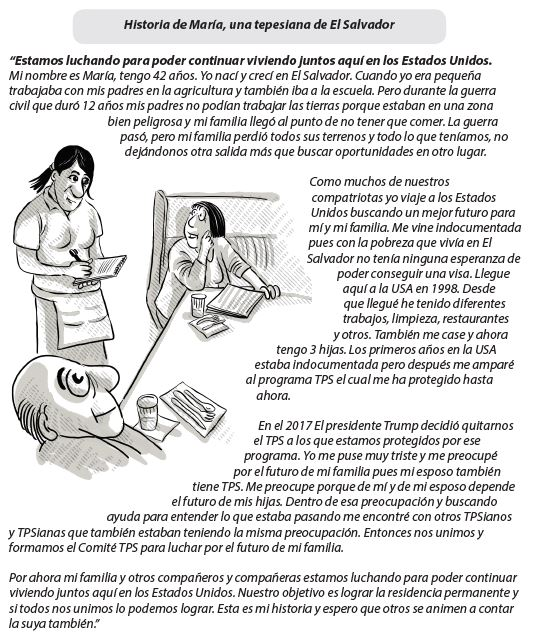 Historia de María, una tepesiana de El Salvador
“Estamos luchando para poder continuar viviendo juntos aquí en los Estados Unidos.
Mi nombre es María, tengo 42 años. Yo nací y crecí en El Salvador. Cuando yo era pequeña
trabajaba con mis padres en la agricultura y también iba a la escuela. Pero durante la guerra
civil que duró 12 años mis padres no podían trabajar las tierras porque estaban en una zona
bien peligrosa y mi familia llegó al punto de no tener que comer. La guerra
pasó, pero mi familia perdió todos sus terrenos y todo lo que teníamos, no
dejándonos otra salida más que buscar oportunidades en otro lugar.
Como muchos de nuestros
compatriotas yo viaje a los Estados
Unidos buscando un mejor futuro para
mí y mi familia. Me vine indocumentada
pues con la pobreza que vivía en El
Salvador no tenía ninguna esperanza de
poder conseguir una visa. Llegue
aquí a la USA en 1998. Desde
que llegué he tenido diferentes
trabajos, limpieza, restaurantes
y otros. También me case y ahora
tengo 3 hijas. Los primeros años en la USA
estaba indocumentada pero después me amparé
al programa TPS el cual me ha protegido hasta
ahora.
En el 2017 El presidente Trump decidió quitarnos
el TPS a los que estamos protegidos por ese
programa. Yo me puse muy triste y me preocupé
por el futuro de mi familia pues mi esposo también
tiene TPS. Me preocupe porque de mí y de mi esposo depende
el futuro de mis hijas. Dentro de esa preocupación y buscando
ayuda para entender lo que estaba pasando me encontré con otros TPSianos
y TPSianas que también estaban teniendo la misma preocupación. Entonces nos unimos y
formamos el Comité TPS para luchar por el futuro de mi familia.
Por ahora mi familia y otros compañeros y compañeras estamos luchando para poder continuar
viviendo juntos aquí en los Estados Unidos. Nuestro objetivo es lograr la residencia permanente y
si todos nos unimos lo podemos lograr. Esta es mi historia y espero que otros se animen a contar
la suya también.”